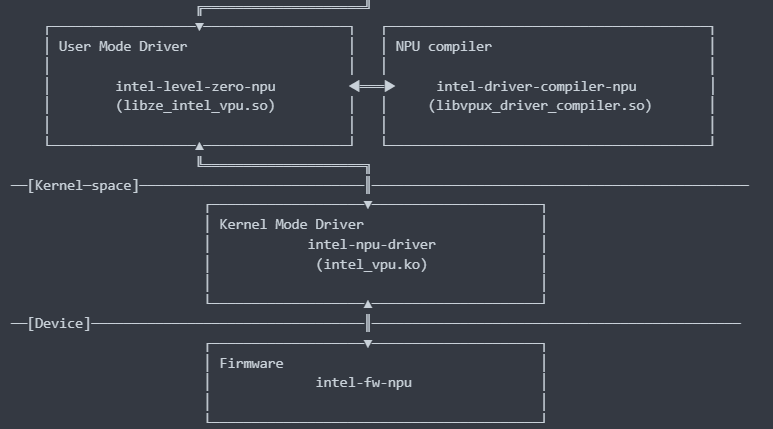 User Mode Driver
NPU compiler
intel-level-zero-npu
intel-driver-compiler-npu
(libze_intel_vpu.so)
(libvpux_driver_compiler.so)
[Kernel-space]
Kernel Mode Driver
intel-npu-driver
(intel_vpu.ko)
[Device]
Firmware
intel-fw-npu